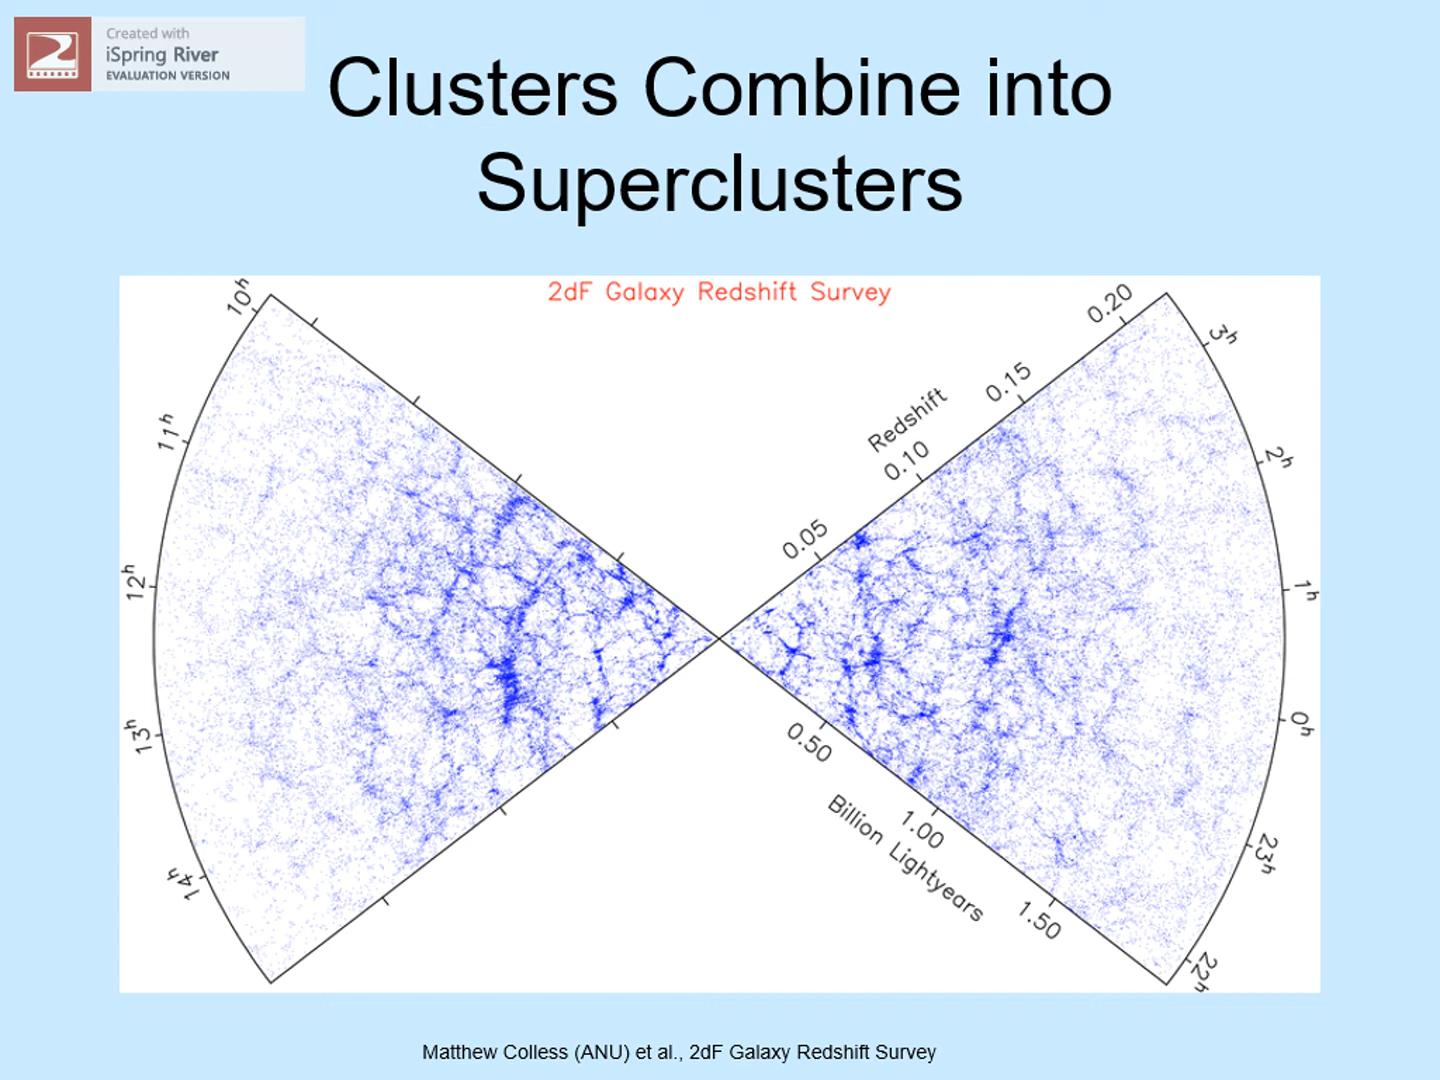 Created with
iSpring River
EVALUATION VERSION
Clusters Combine into
Superclusters
2dF Galaxy Redshift Survey
10h
11h
12h
13h
14h
Redshift
0.05
0.10
0.15
0.20
3h
2h
1h
0h
23h
22h
0.50
1.00
1.50
Billion Lightyears
Matthew Colless (ANU) et al., 2dF Galaxy Redshift Survey